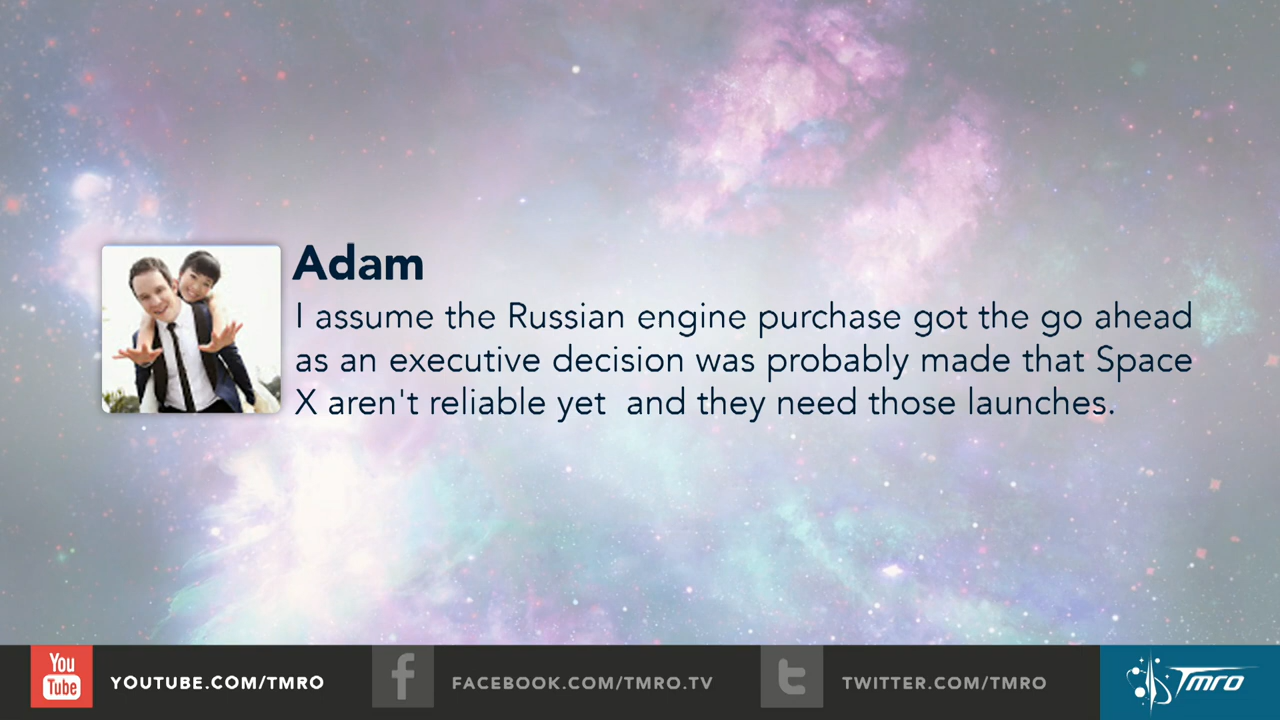 Adam
I assume the Russian engine purchase got the go ahead
as an executive decision was probably made that Space
X aren't reliable yet  and they need those launches.
You
Tube
YOUTUBE.COM/TMRO
f
FACEBOOK.COM/TMRO.TV
t
TWITTER.COM/TMRO
Tmro